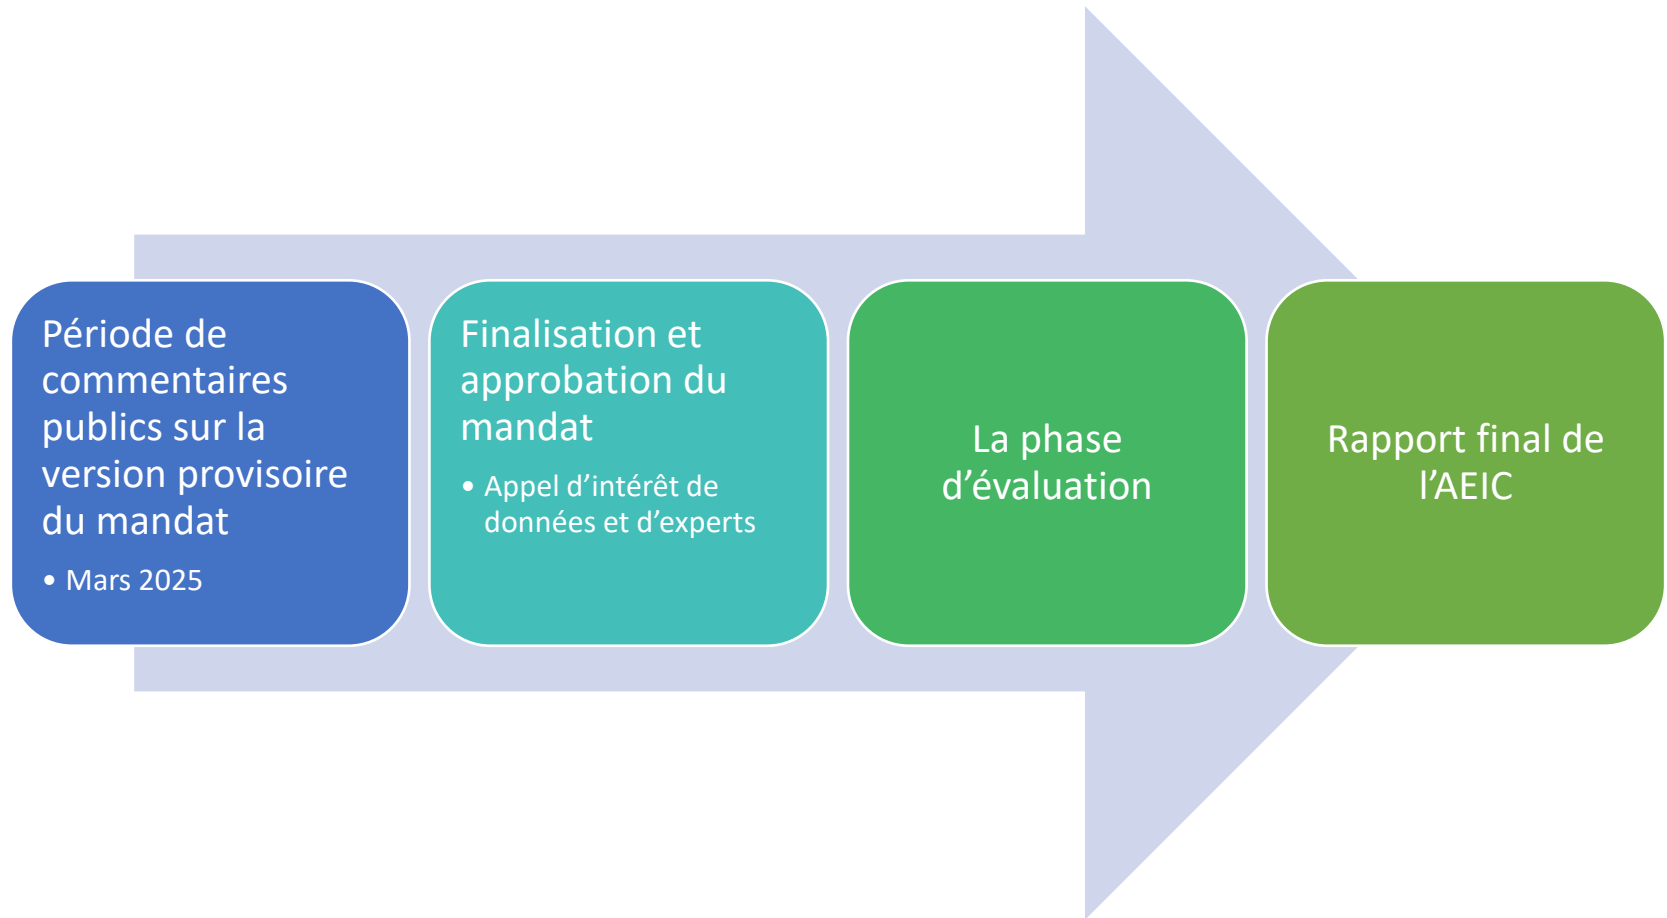 Période de
commentaires
publics sur la
version provisoire
du mandat
• Mars 2025
Finalisation et
approbation du
mandat
• Appel d’intérêt de
données et d’experts
La phase
d’évaluation
Rapport final de
l’AEIC